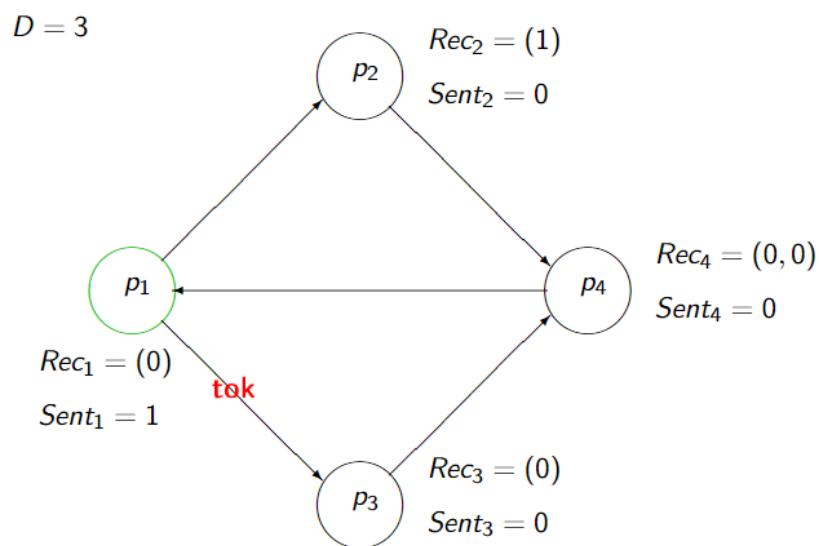 D = 3
p₂
Rec₂ = (1)
Sent₂ = 0
p₁
p₄
Rec₄ = (0, 0)
Sent₄ = 0
Rec₁ = (0)
Sent₁ = 1
tok
p₃
Rec₃ = (0)
Sent₃ = 0